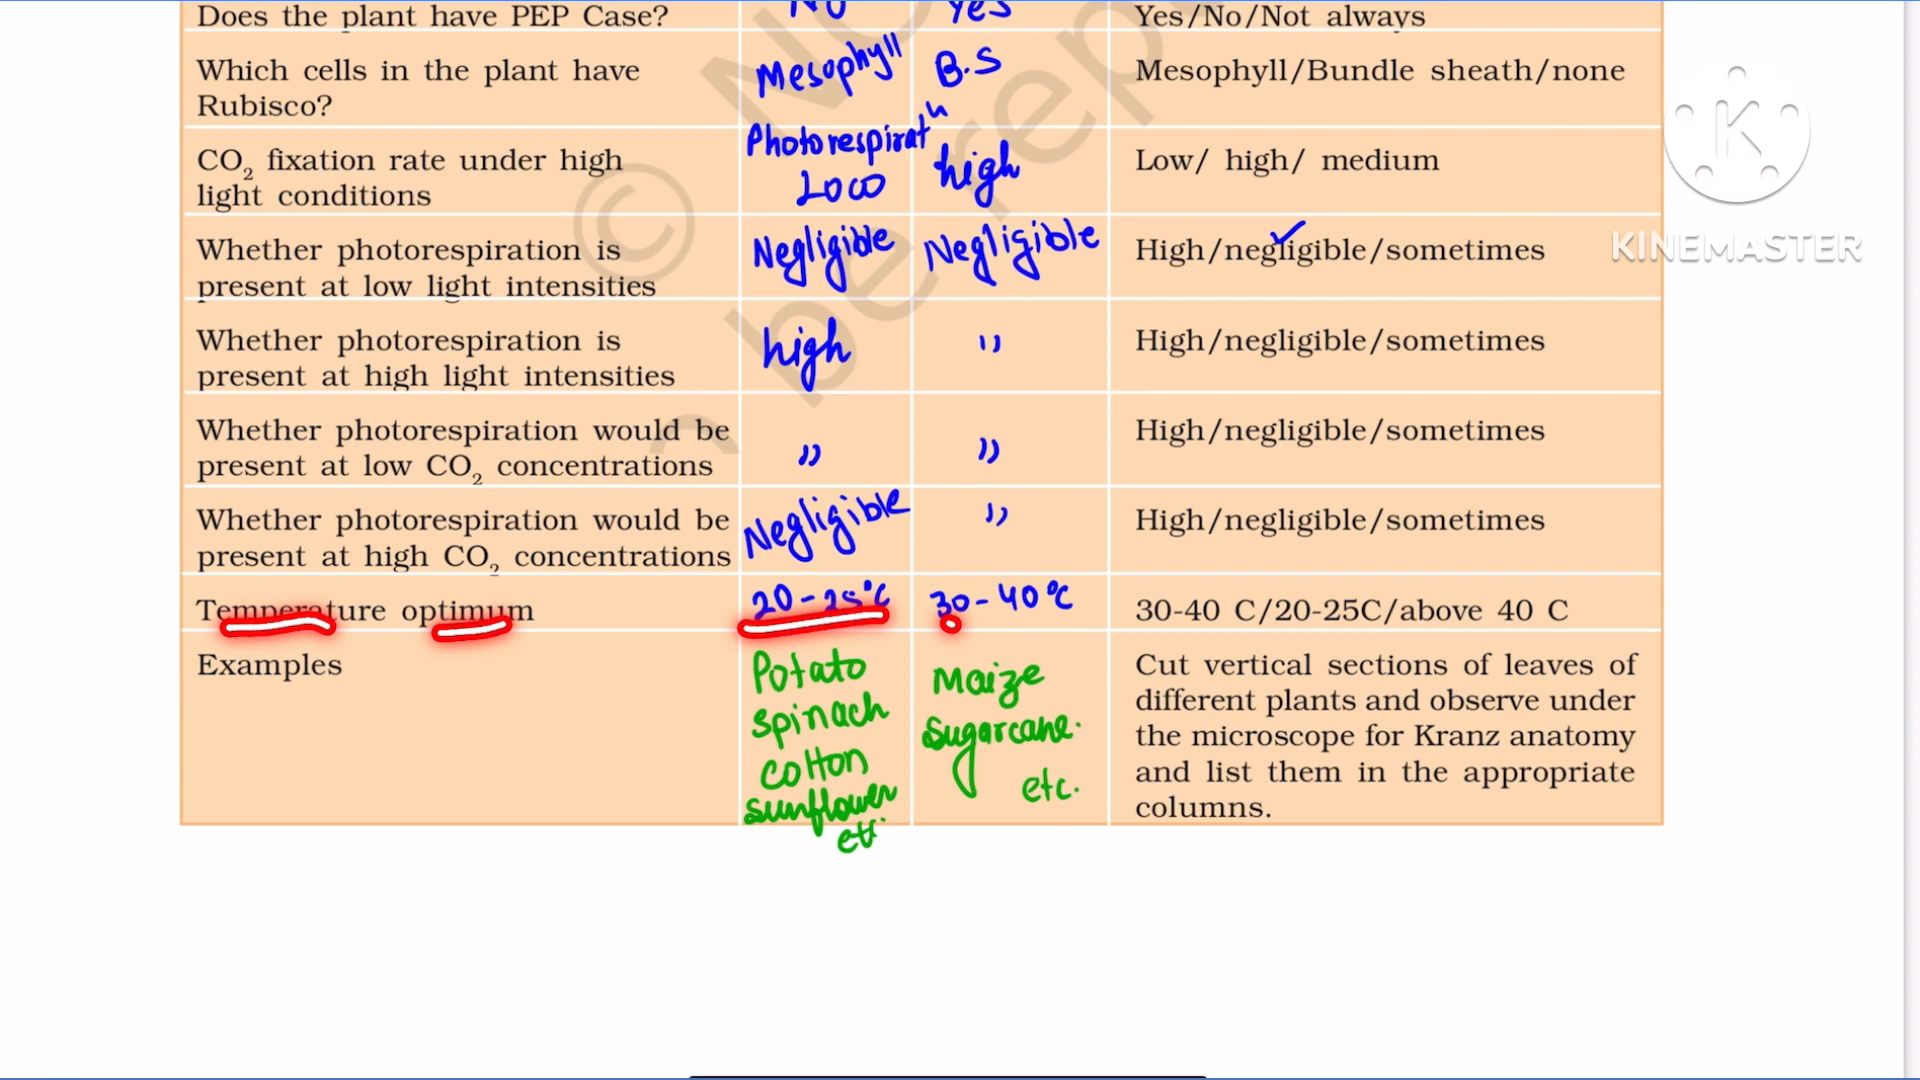 Does the plant have PEP Case? No Yes Yes/No/Not always
Which cells in the plant have Mesophyll B.S Mesophyll/Bundle sheath/none
Rubisco?
CO₂ fixation rate under high Photorespiratⁿ high Low/ high/ medium
light conditions Low
Whether photorespiration is Negligible Negligible High/negligible/sometimes
present at low light intensities
Whether photorespiration is high " High/negligible/sometimes
present at high light intensities
Whether photorespiration would be " " High/negligible/sometimes
present at low CO₂ concentrations
Whether photorespiration would be Negligible " High/negligible/sometimes
present at high CO₂ concentrations
Temperature optimum 20-25°C 30-40°C 30-40 C/20-25C/above 40 C
Examples Potato Maize Cut vertical sections of leaves of
spinach Sugarcane. different plants and observe under
cotton etc. the microscope for Kranz anatomy
sunflower and list them in the appropriate
etc. columns.
©
be rep
K
KINEMASTER